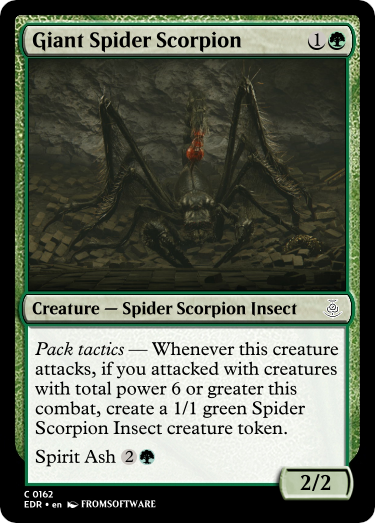 Giant Spider Scorpion 1
Creature — Spider Scorpion Insect
Pack tactics — Whenever this creature
attacks, if you attacked with creatures
with total power 6 or greater this
combat, create a 1/1 green Spider
Scorpion Insect creature token.
Spirit Ash 2
2/2
C 0162
EDR • en FROMSOFTWARE